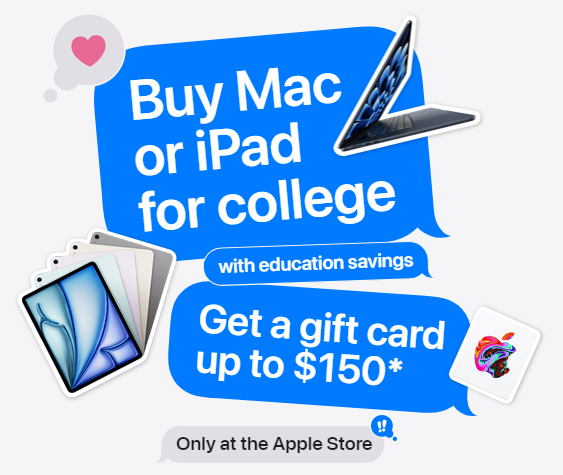 Buy Mac
or iPad
for college
with education savings
Get a gift card
up to $150*
Only at the Apple Store
!!